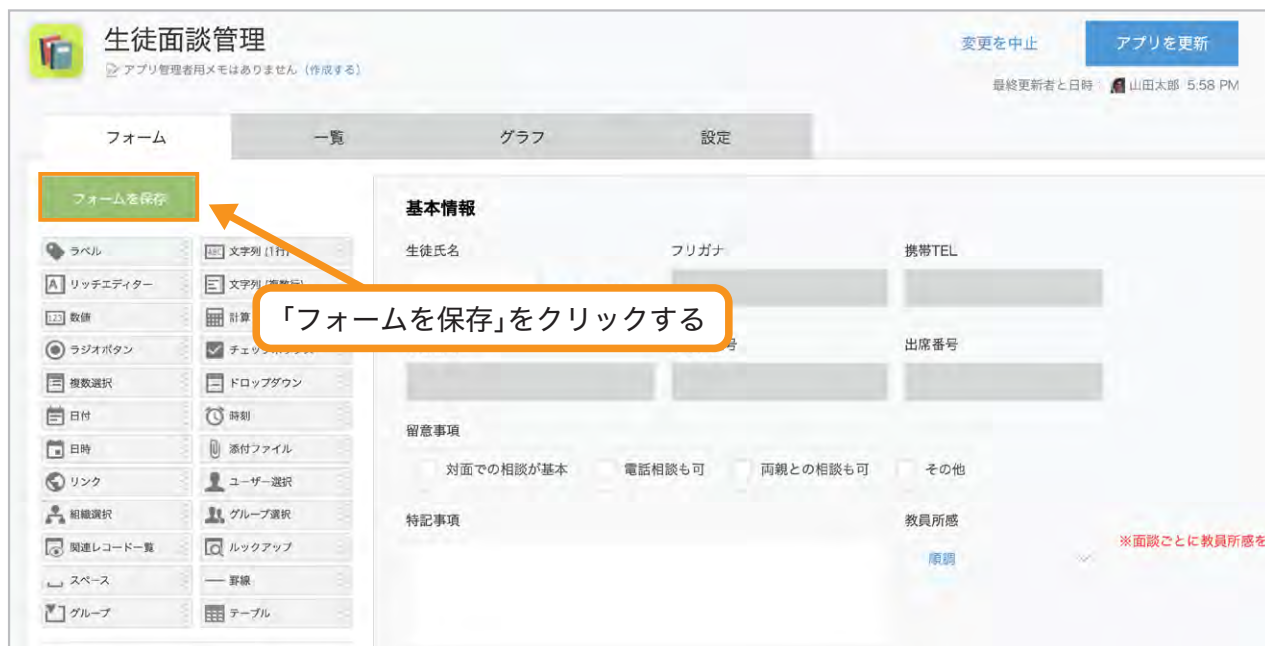 生徒面談管理
アプリ管理者用メモはありません (作成する)
変更を中止
アプリを更新
最終更新者と日時 山田太郎 5:58 PM
フォーム 一覧 グラフ 設定
フォームを保存
ラベル
文字列 (1行)
リッチエディター
文字列 (複数行)
数値
計算
ラジオボタン
チェックボックス
複数選択
ドロップダウン
日付
時刻
日時
添付ファイル
リンク
ユーザー選択
組織選択
グループ選択
関連レコード一覧
ルックアップ
スペース
罫線
グループ
テーブル
「フォームを保存」をクリックする
基本情報
生徒氏名 フリガナ 携帯TEL
号 出席番号
留意事項
対面での相談が基本 電話相談も可 両親との相談も可 その他
特記事項 教員所感
順調
※面談ごとに教員所感を